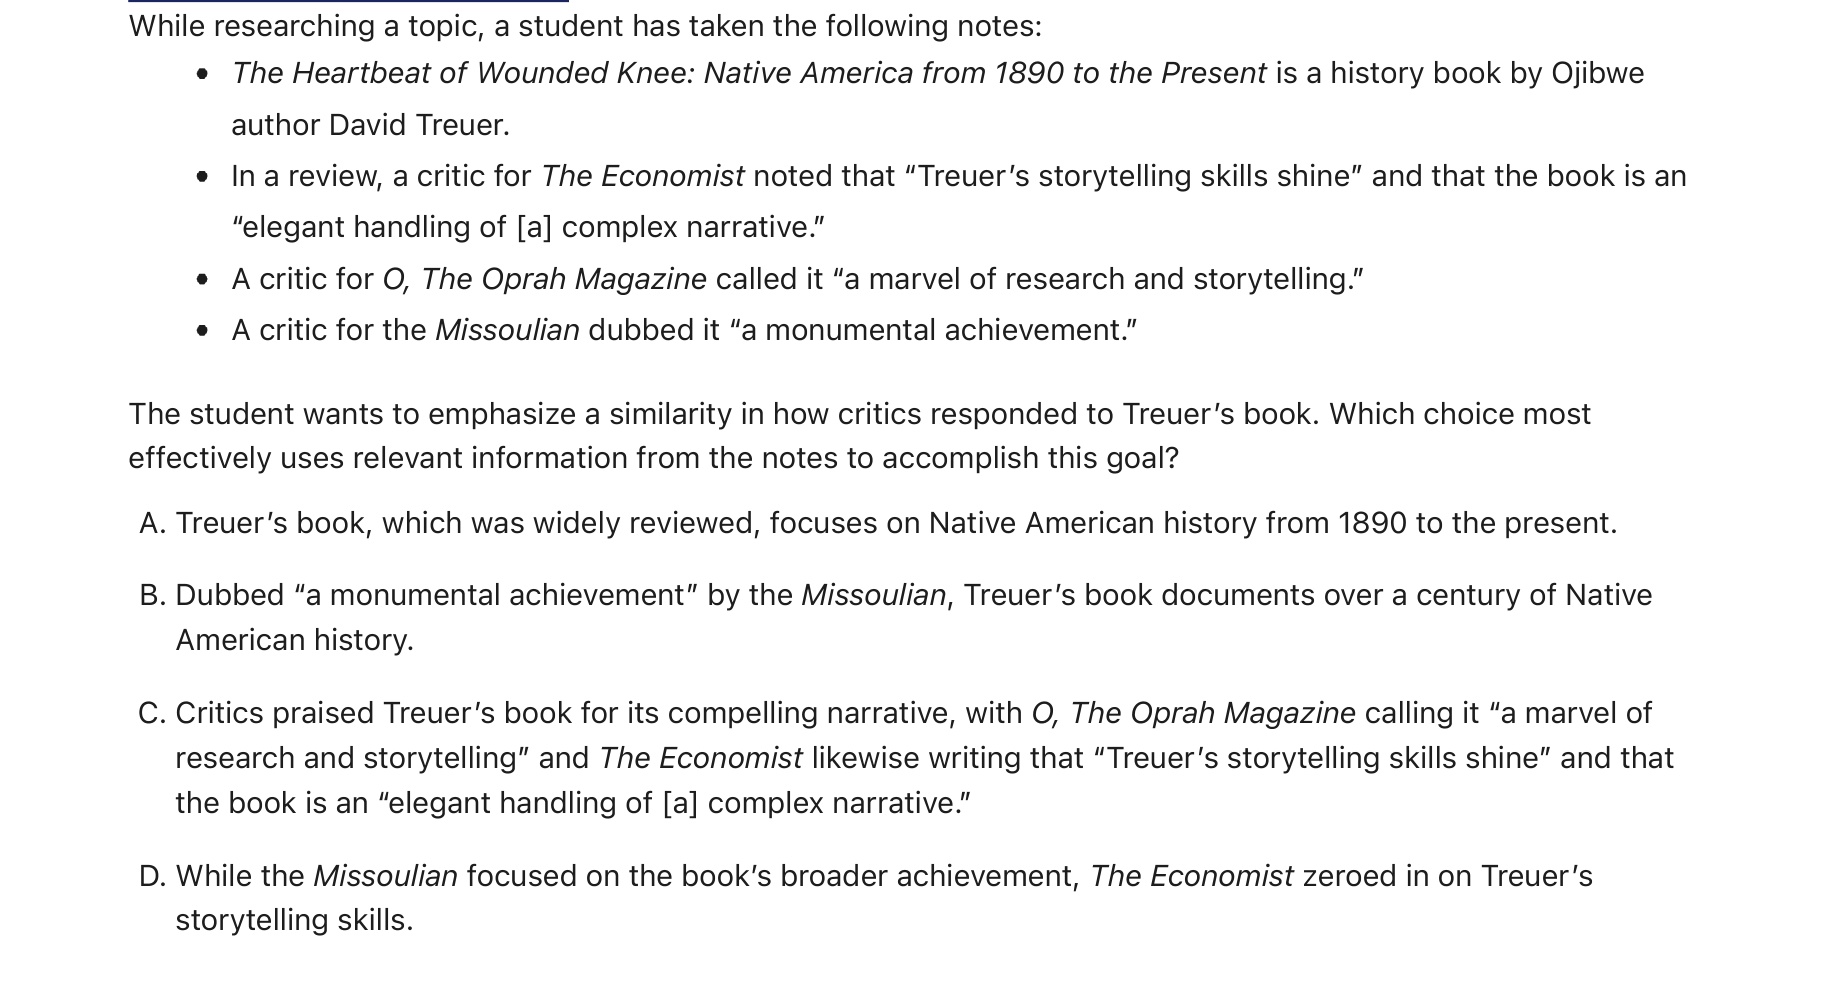 While researching a topic, a student has taken the following notes:
• The Heartbeat of Wounded Knee: Native America from 1890 to the Present is a history book by Ojibwe
author David Treuer.
• In a review, a critic for The Economist noted that “Treuer’s storytelling skills shine” and that the book is an
“elegant handling of [a] complex narrative.”
• A critic for O, The Oprah Magazine called it “a marvel of research and storytelling.”
• A critic for the Missoulian dubbed it “a monumental achievement.”
The student wants to emphasize a similarity in how critics responded to Treuer’s book. Which choice most
effectively uses relevant information from the notes to accomplish this goal?
A. Treuer’s book, which was widely reviewed, focuses on Native American history from 1890 to the present.
B. Dubbed “a monumental achievement” by the Missoulian, Treuer’s book documents over a century of Native
American history.
C. Critics praised Treuer’s book for its compelling narrative, with O, The Oprah Magazine calling it “a marvel of
research and storytelling” and The Economist likewise writing that “Treuer’s storytelling skills shine” and that
the book is an “elegant handling of [a] complex narrative.”
D. While the Missoulian focused on the book’s broader achievement, The Economist zeroed in on Treuer’s
storytelling skills.